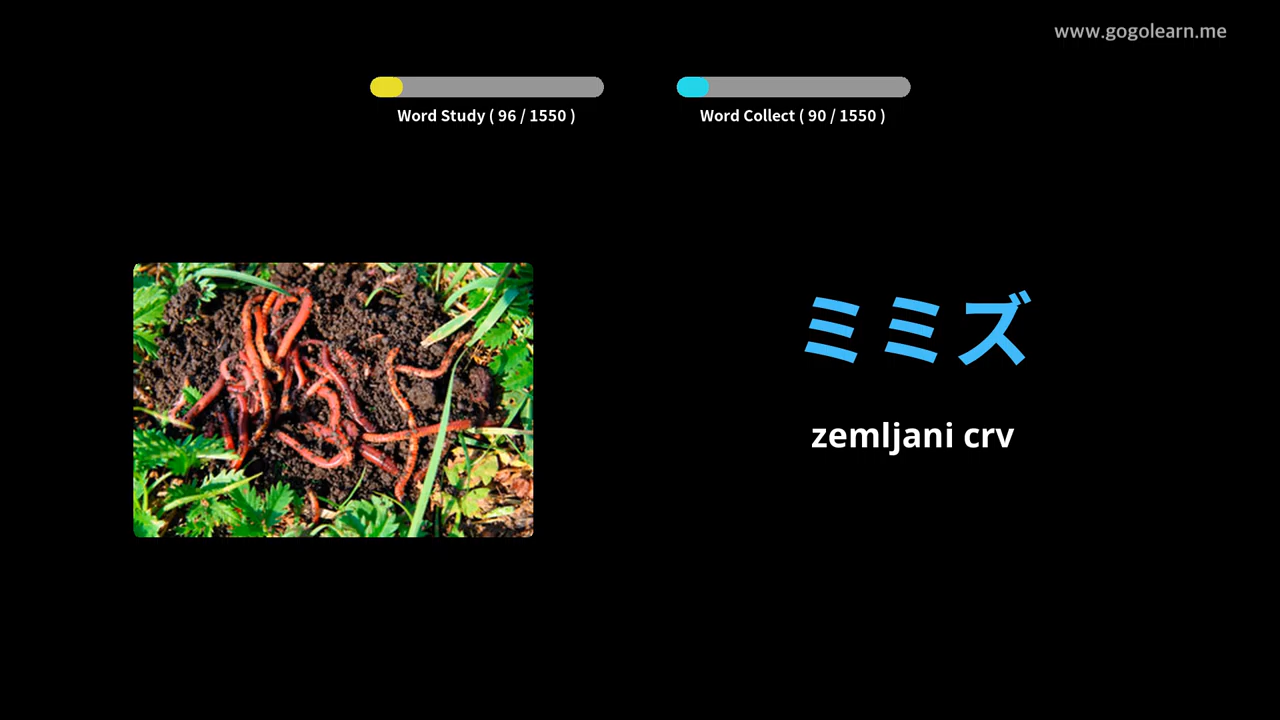 www.gogolearn.me
Word Study ( 96 / 1550 )
Word Collect ( 90 / 1550 )
ミミズ
zemljani crv